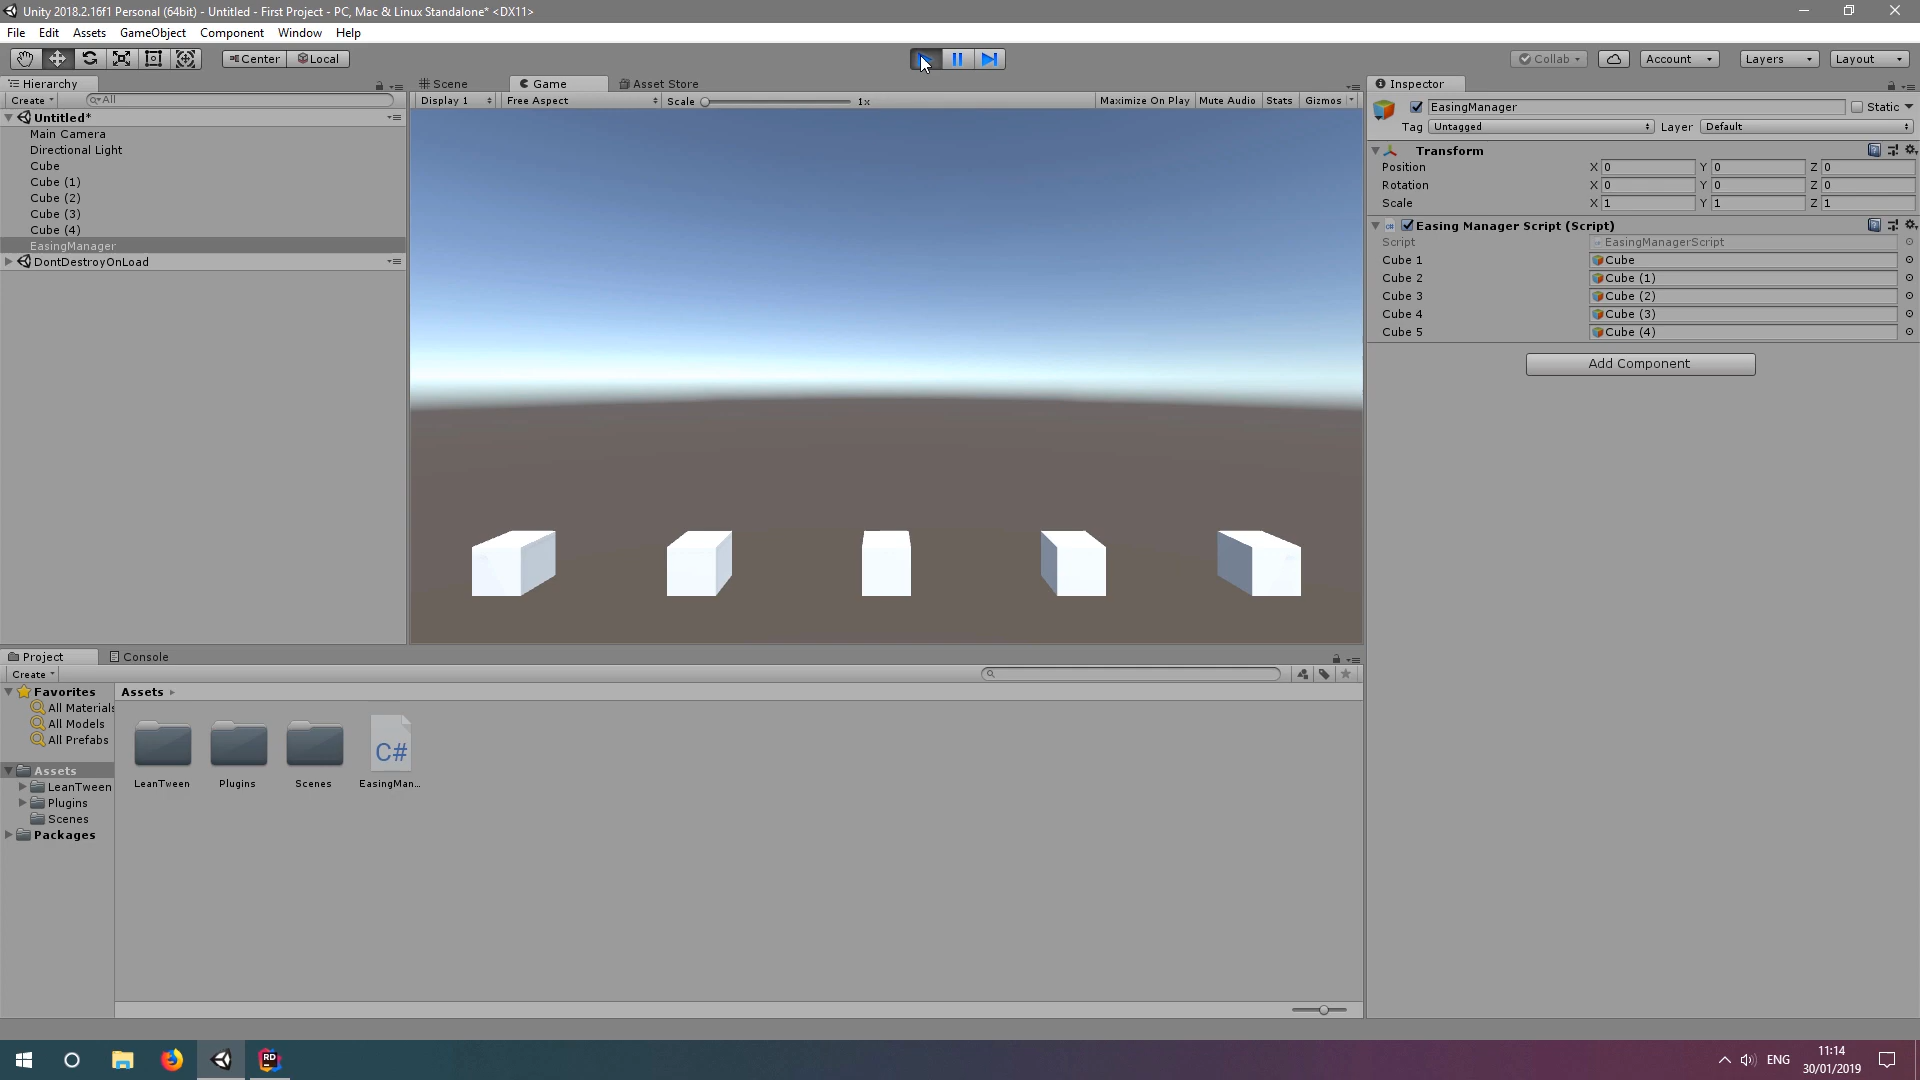 Unity 2018.2.16f1 Personal (64bit) - Untitled - First Project - PC, Mac & Linux Standalone* <DX11>
File Edit Assets GameObject Component Window Help
Center Local Collab Account Layers Layout
Hierarchy
Create All
Untitled*
Main Camera
Directional Light
Cube
Cube (1)
Cube (2)
Cube (3)
Cube (4)
EasingManager
DontDestroyOnLoad
Scene Game Asset Store
Display 1 Free Aspect Scale 1x Maximize On Play Mute Audio Stats Gizmos
Inspector
EasingManager Static
Tag Untagged Layer Default
Transform
Position X 0 Y 0 Z 0
Rotation X 0 Y 0 Z 0
Scale X 1 Y 1 Z 1
Easing Manager Script (Script)
Script EasingManagerScript
Cube 1 Cube
Cube 2 Cube (1)
Cube 3 Cube (2)
Cube 4 Cube (3)
Cube 5 Cube (4)
Add Component
Project Console
Create
Favorites
All Materials
All Models
All Prefabs
Assets
LeanTween
Plugins
Scenes
Packages
Assets
C#
LeanTween Plugins Scenes EasingMan...
RD
ENG
11:14
30/01/2019